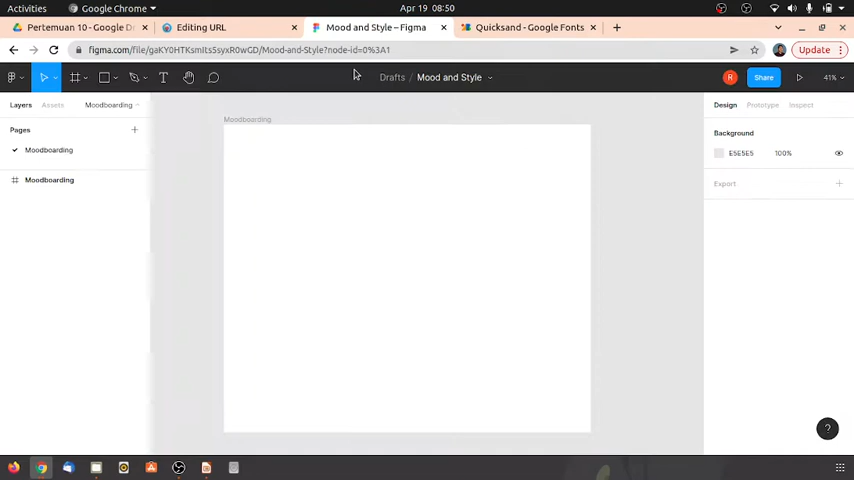 Activities
Google Chrome
Apr 19 08:50
Pertemuan 10 - Google Dr
Editing URL
Mood and Style – Figma
Quicksand - Google Fonts
figma.com/file/gaKY0HTKsmIts5syxR0wGD/Mood-and-Style?node-id=0%3A1
Update
Drafts / Mood and Style
R
Share
41%
Layers
Assets
Moodboarding
Design
Prototype
Inspect
Pages
Moodboarding
Moodboarding
Moodboarding
Background
E5E5E5
100%
Export
?